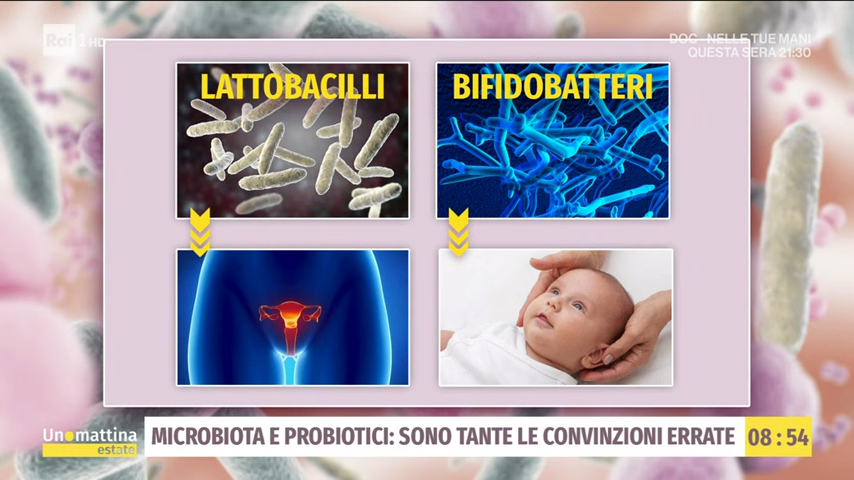 Rai 1 HD
DOC - NELLE TUE MANI
QUESTA SERA 21:30
LATTOBACILLI
BIFIDOBATTERI
Unomattina
estate
MICROBIOTA E PROBIOTICI: SONO TANTE LE CONVINZIONI ERRATE
08:54